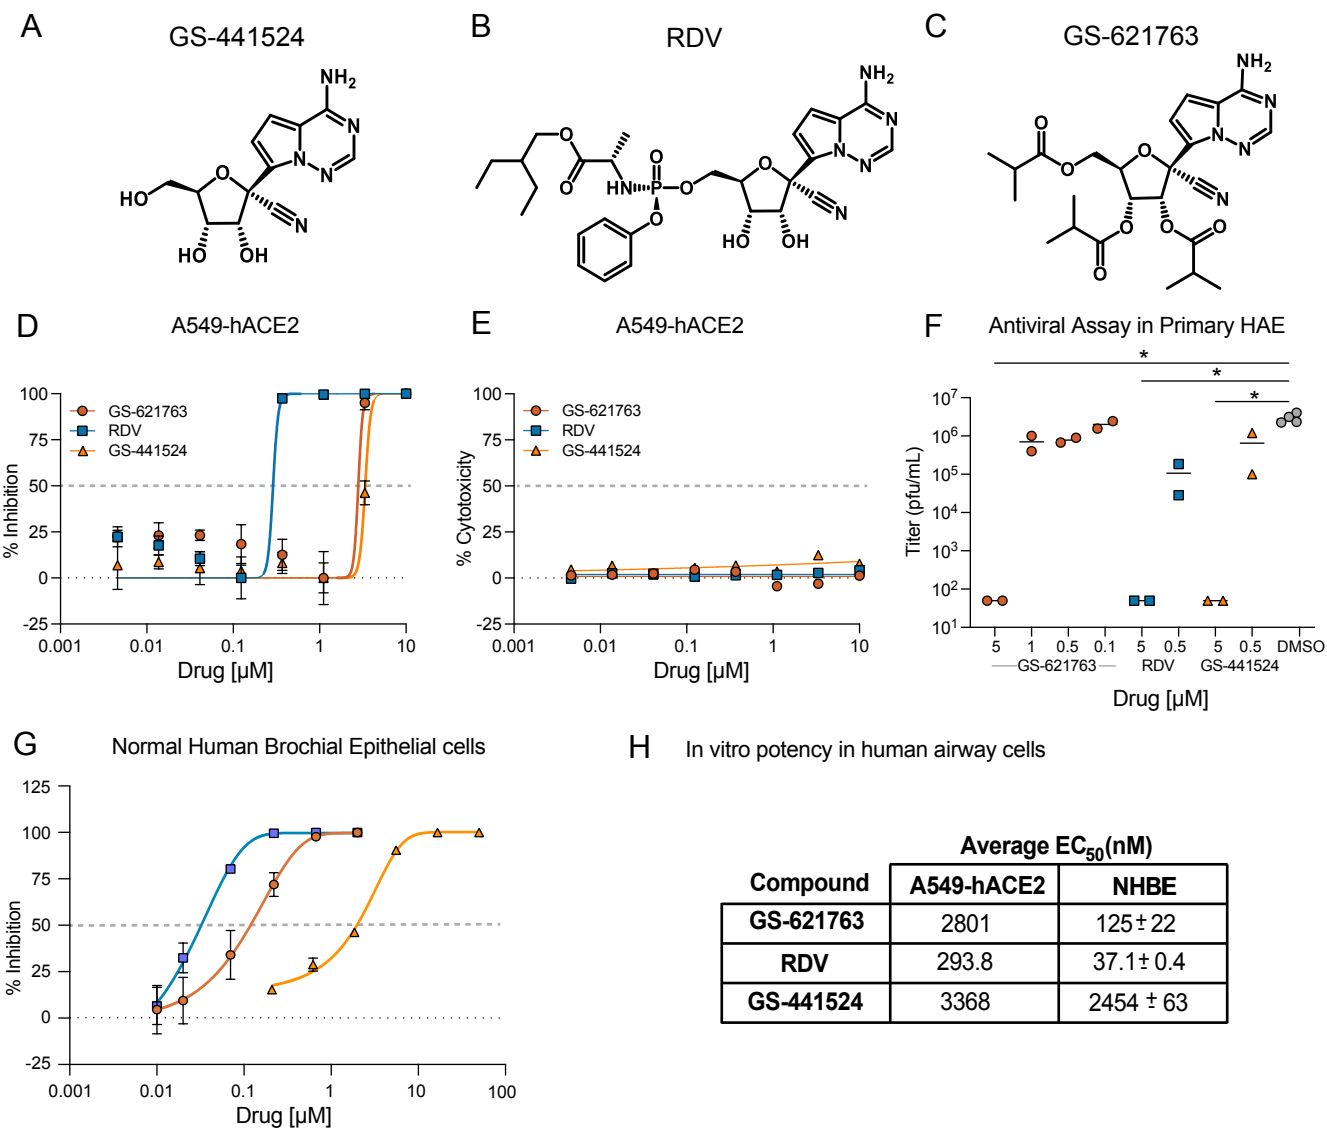 A
GS-441524
NH2
N
N
N
O
HO
N
HO
OH
B
RDV
NH2
N
N
N
O
O
O
HN
P
O
O
O
N
HO
OH
C
GS-621763
NH2
N
N
N
O
O
O
N
O
O
O
O
D
A549-hACE2
% Inhibition
100
75
50
25
0
-25
GS-621763
RDV
GS-441524
0.001
0.01
0.1
1
10
Drug [µM]
E
A549-hACE2
% Cytotoxicity
100
75
50
25
0
-25
GS-621763
RDV
GS-441524
0.001
0.01
0.1
1
10
Drug [µM]
F
Antiviral Assay in Primary HAE
*
*
*
Titer (pfu/mL)
10^7
10^6
10^5
10^4
10^3
10^2
10^1
5 1 0.5 0.1 5 0.5 5 0.5 DMSO
GS-621763 RDV GS-441524
Drug [µM]
G
Normal Human Brochial Epithelial cells
% Inhibition
125
100
75
50
25
0
-25
0.001
0.01
0.1
1
10
100
Drug [µM]
H
In vitro potency in human airway cells
Average EC50(nM)
Compound A549-hACE2 NHBE
GS-621763 2801 125 ± 22
RDV 293.8 37.1 ± 0.4
GS-441524 3368 2454 ± 63